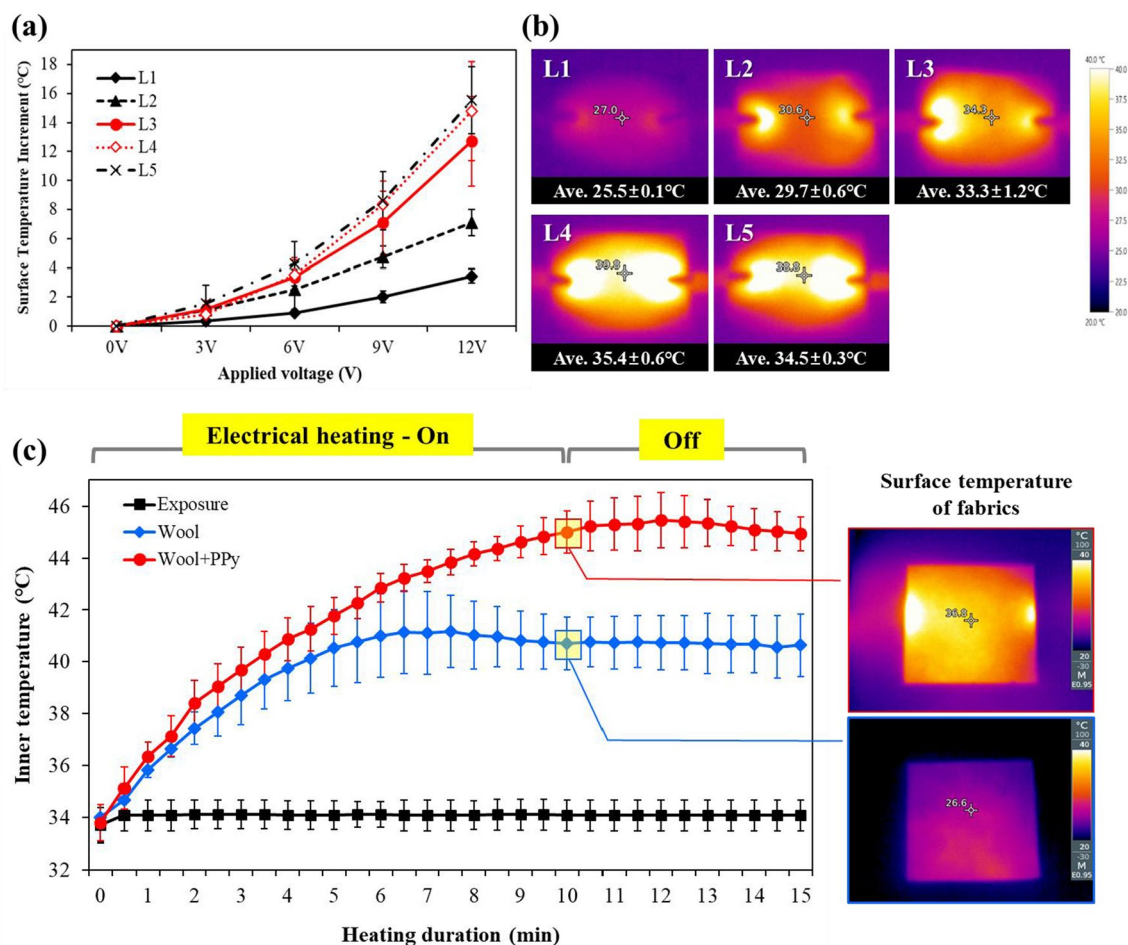 (a)
Surface Temperature Increment (℃)
18
16
14
12
10
8
6
4
2
0
L1
L2
L3
L4
L5
0V 3V 6V 9V 12V
Applied voltage (V)
(b)
L1
27.0
Ave. 25.5±0.1℃
L2
30.6
Ave. 29.7±0.6℃
L3
34.3
Ave. 33.3±1.2℃
L4
39.8
Ave. 35.4±0.6℃
L5
38.8
Ave. 34.5±0.3℃
40.0 ℃
40.0
37.5
35.0
32.5
30.0
27.5
25.0
22.5
20.0
20.0 ℃
Electrical heating - On
Off
(c)
Inner temperature (℃)
46
44
42
40
38
36
34
32
Exposure
Wool
Wool+PPy
0 1 2 3 4 5 6 7 8 9 10 11 12 13 14 15
Heating duration (min)
Surface temperature
of fabrics
36.8
℃
100
40
20
-30
M
E0.95
26.6
℃
100
40
20
-30
M
E0.95